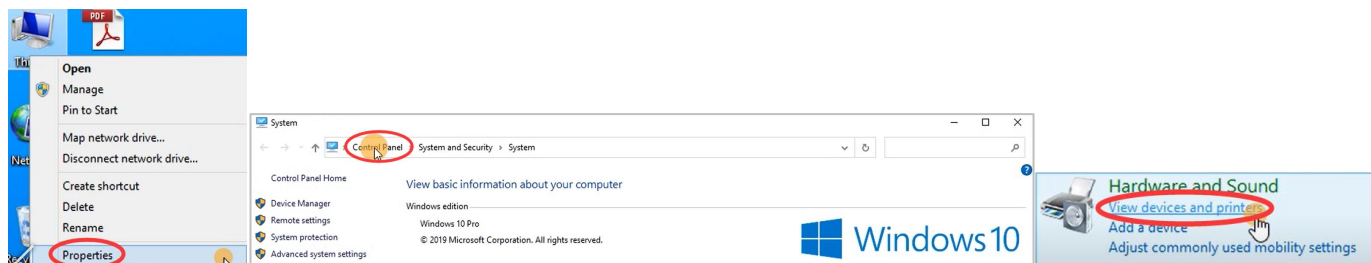 PDF
Open
Manage
Pin to Start
Map network drive...
Disconnect network drive...
Create shortcut
Delete
Rename
Properties
System
Control Panel › System and Security › System
Control Panel Home
Device Manager
Remote settings
System protection
Advanced system settings
View basic information about your computer
Windows edition
Windows 10 Pro
© 2019 Microsoft Corporation. All rights reserved.
Windows 10
Hardware and Sound
View devices and printers
Add a device
Adjust commonly used mobility settings